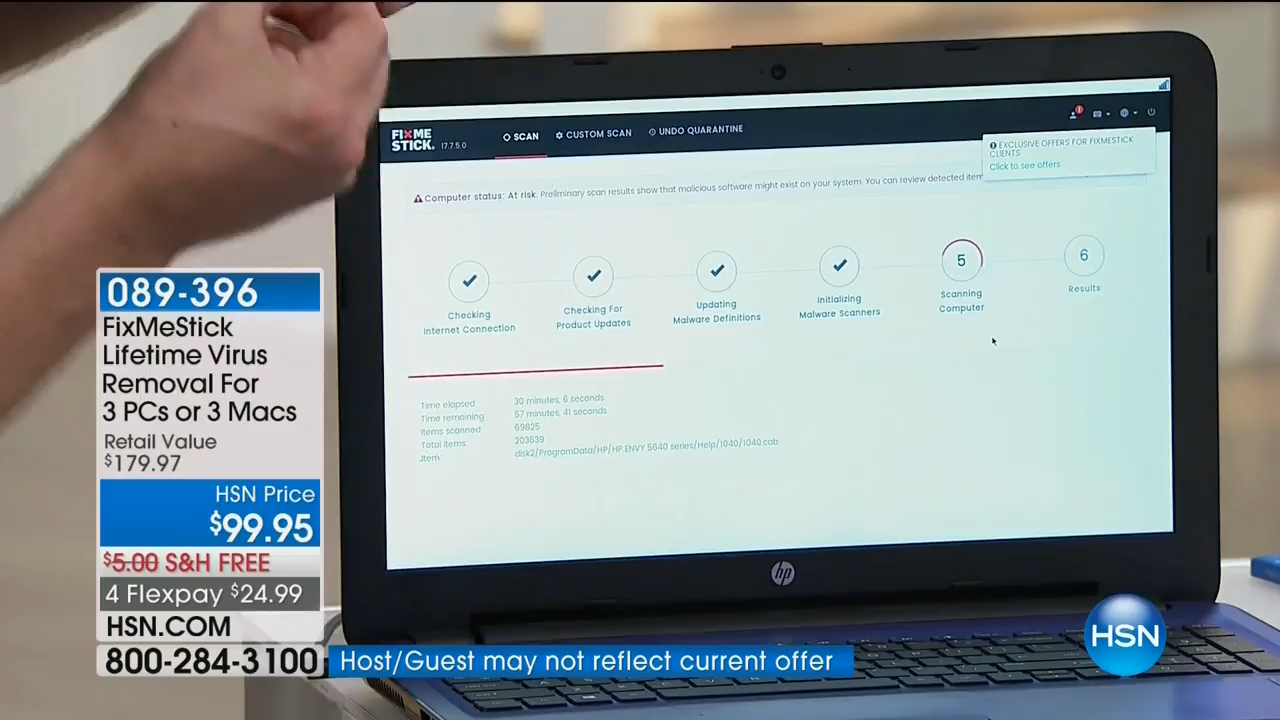 FIXME
STICK.
17.7.5.0
SCAN
CUSTOM SCAN
UNDO QUARANTINE
1
EXCLUSIVE OFFERS FOR FIXMESTICK
CLIENTS
Click to see offers
Computer status: At risk. Preliminary scan results show that malicious software might exist on your system. You can review detected item
Checking
Internet Connection
Checking For
Product Updates
Updating
Malware Definitions
Initializing
Malware Scanners
5
Scanning
Computer
6
Results
Time elapsed 30 minutes, 6 seconds
Time remaining 57 minutes, 41 seconds
Items scanned 69825
Total items: 203639
Item: disk2/ProgramData/HP/HP ENVY 5640 series/Help/1040/1040.cab
hp
089-396
FixMeStick
Lifetime Virus
Removal For
3 PCs or 3 Macs
Retail Value
$179.97
HSN Price
$99.95
$5.00 S&H FREE
4 Flexpay $24.99
HSN.COM
800-284-3100
Host/Guest may not reflect current offer
HSN